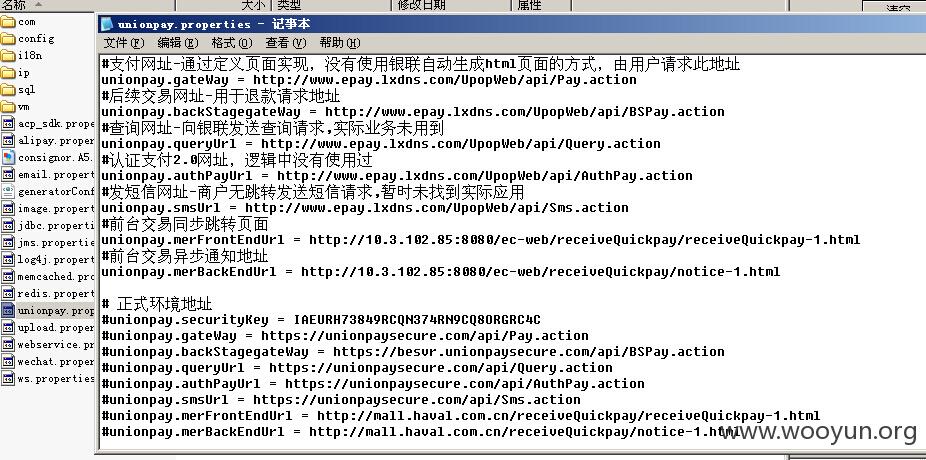 名称
大小
类型
修改日期
属性
清空
com
config
i18n
ip
sql
vm
acp_sdk.prope
alipay.proper
consignor.A5.
email.propert
generatorConf
image.propert
jdbc.properti
jms.propertie
log4j.propert
memcached.pro
redis.propert
unionpay.prop
upload.proper
webservice.pr
wechat.proper
ws.properties
unionpay.properties - 记事本
文件(F) 编辑(E) 格式(O) 查看(V) 帮助(H)
#支付网址-通过定义页面实现，没有使用银联自动生成html页面的方式，由用户请求此地址
unionpay.gateWay = http://www.epay.lxdns.com/UpopWeb/api/Pay.action
#后续交易网址-用于退款请求地址
unionpay.backStagegateWay = http://www.epay.lxdns.com/UpopWeb/api/BSPay.action
#查询网址-向银联发送查询请求,实际业务未用到
unionpay.queryUrl = http://www.epay.lxdns.com/UpopWeb/api/Query.action
#认证支付2.0网址，逻辑中没有使用过
unionpay.authPayUrl = http://www.epay.lxdns.com/UpopWeb/api/AuthPay.action
#发短信网址-商户无跳转发送短信请求,暂时未找到实际应用
unionpay.smsUrl = http://www.epay.lxdns.com/UpopWeb/api/Sms.action
#前台交易同步跳转页面
unionpay.merFrontEndUrl = http://10.3.102.85:8080/ec-web/receiveQuickpay/receiveQuickpay-1.html
#前台交易异步通知地址
unionpay.merBackEndUrl = http://10.3.102.85:8080/ec-web/receiveQuickpay/notice-1.html
# 正式环境地址
#unionpay.securityKey = IAEURH73849RCQN374RN9CQ8ORGRC4C
#unionpay.gateWay = https://unionpaysecure.com/api/Pay.action
#unionpay.backStagegateWay = https://besvr.unionpaysecure.com/api/BSPay.action
#unionpay.queryUrl = https://unionpaysecure.com/api/Query.action
#unionpay.authPayUrl = https://unionpaysecure.com/api/AuthPay.action
#unionpay.smsUrl = https://unionpaysecure.com/api/Sms.action
#unionpay.merFrontEndUrl = http://mall.haval.com.cn/receiveQuickpay/receiveQuickpay-1.html
#unionpay.merBackEndUrl = http://mall.haval.com.cn/receiveQuickpay/notice-1.html
www.wooyun.org